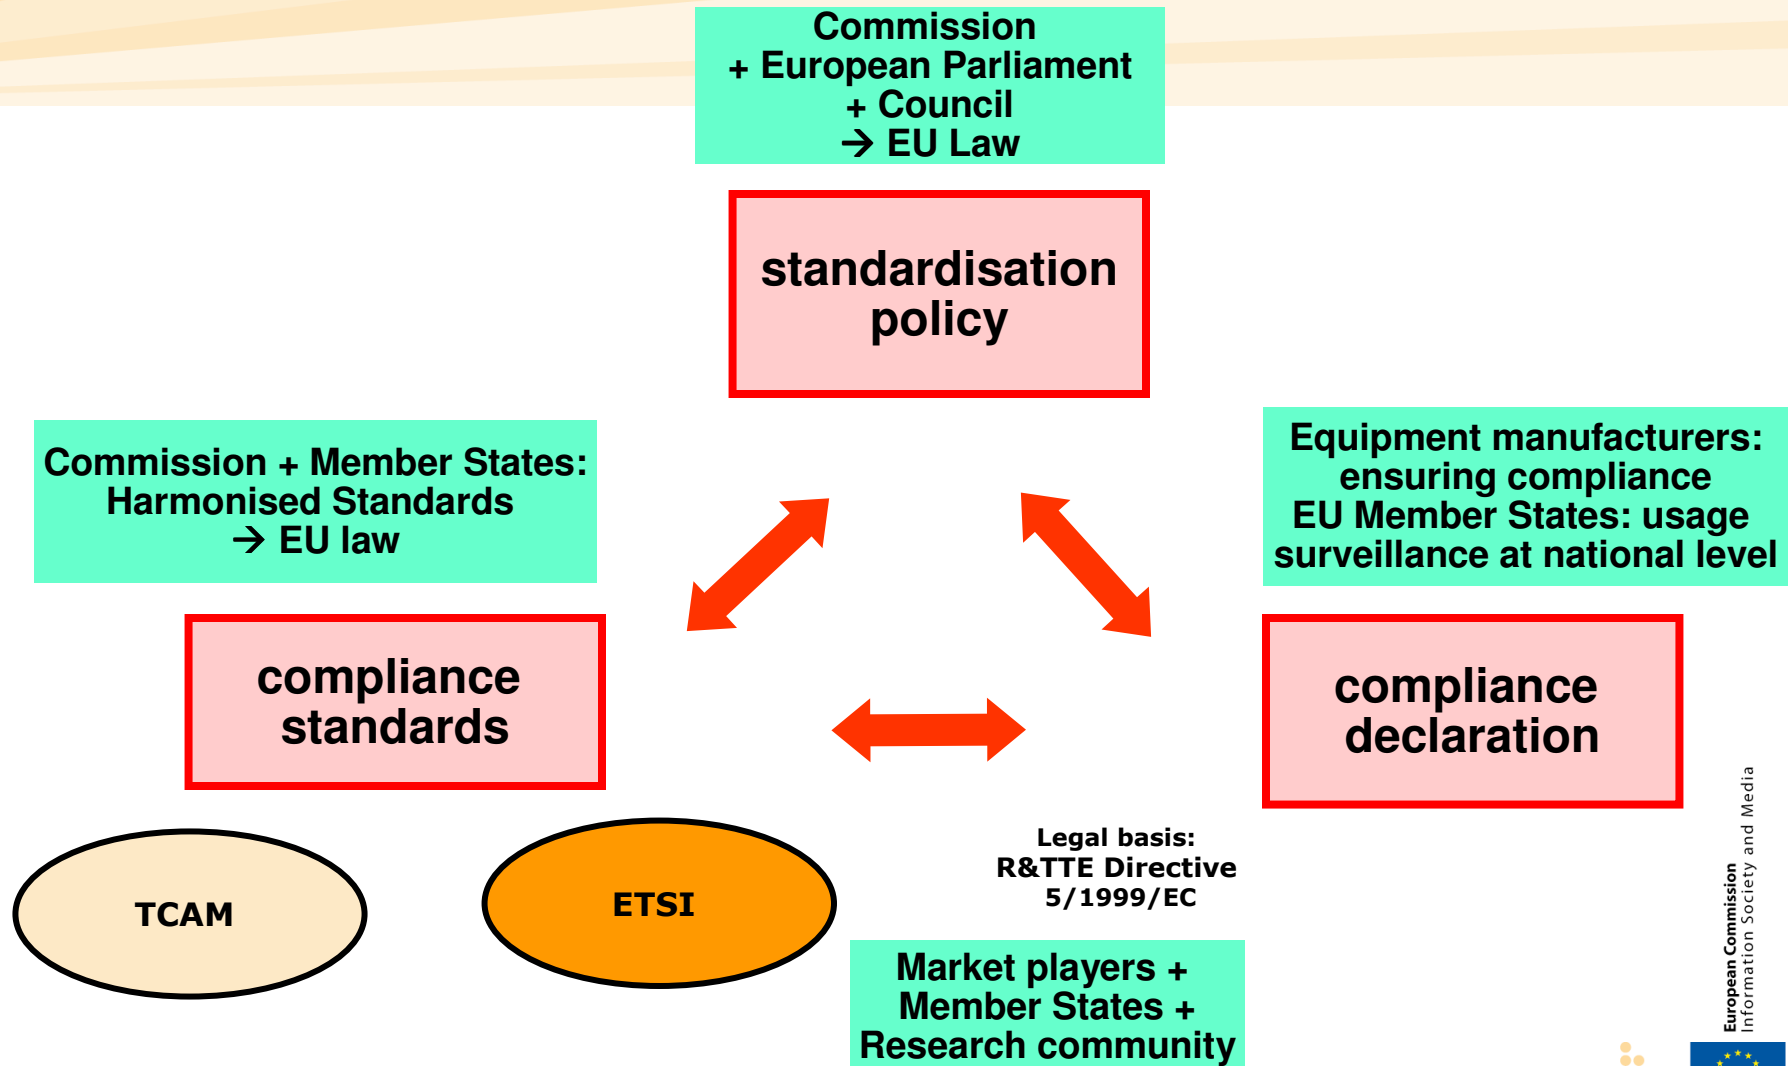 Commission
+ European Parliament
+ Council
→ EU Law
standardisation
policy
Commission + Member States:
Harmonised Standards
→ EU law
Equipment manufacturers:
ensuring compliance
EU Member States: usage
surveillance at national level
compliance
standards
compliance
declaration
TCAM
ETSI
Legal basis:
R&TTE Directive
5/1999/EC
Market players +
Member States +
Research community
European Commission
Information Society and Media